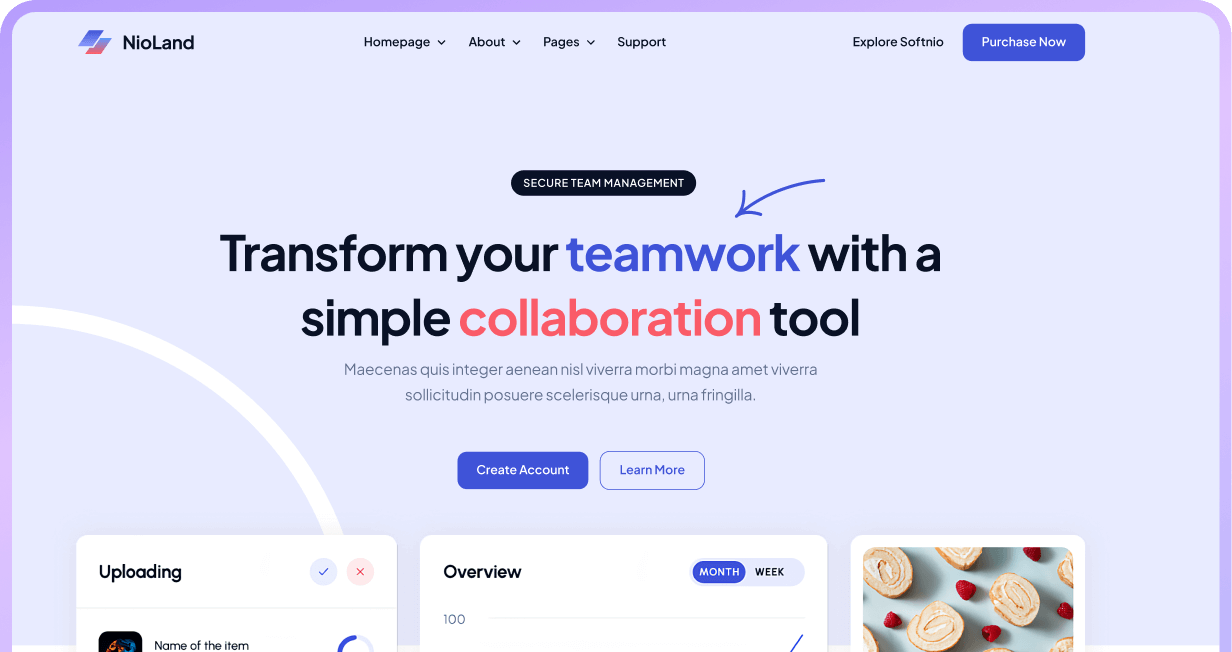 NioLand
Homepage About Pages Support
Explore Softnio Purchase Now
SECURE TEAM MANAGEMENT
Transform your teamwork with a
simple collaboration tool
Maecenas quis integer aenean nisl viverra morbi magna amet viverra
sollicitudin posuere scelerisque urna, urna fringilla.
Create Account Learn More
Uploading
Name of the item
Overview
MONTH WEEK
100